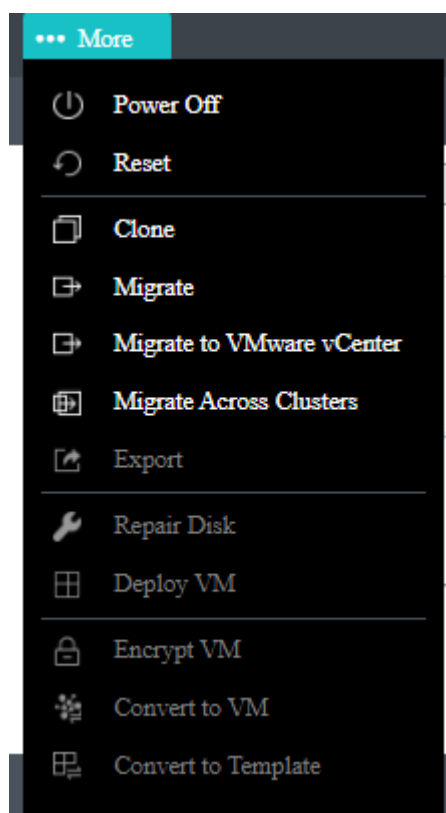 ••• More
Power Off
Reset
Clone
Migrate
Migrate to VMware vCenter
Migrate Across Clusters
Export
Repair Disk
Deploy VM
Encrypt VM
Convert to VM
Convert to Template